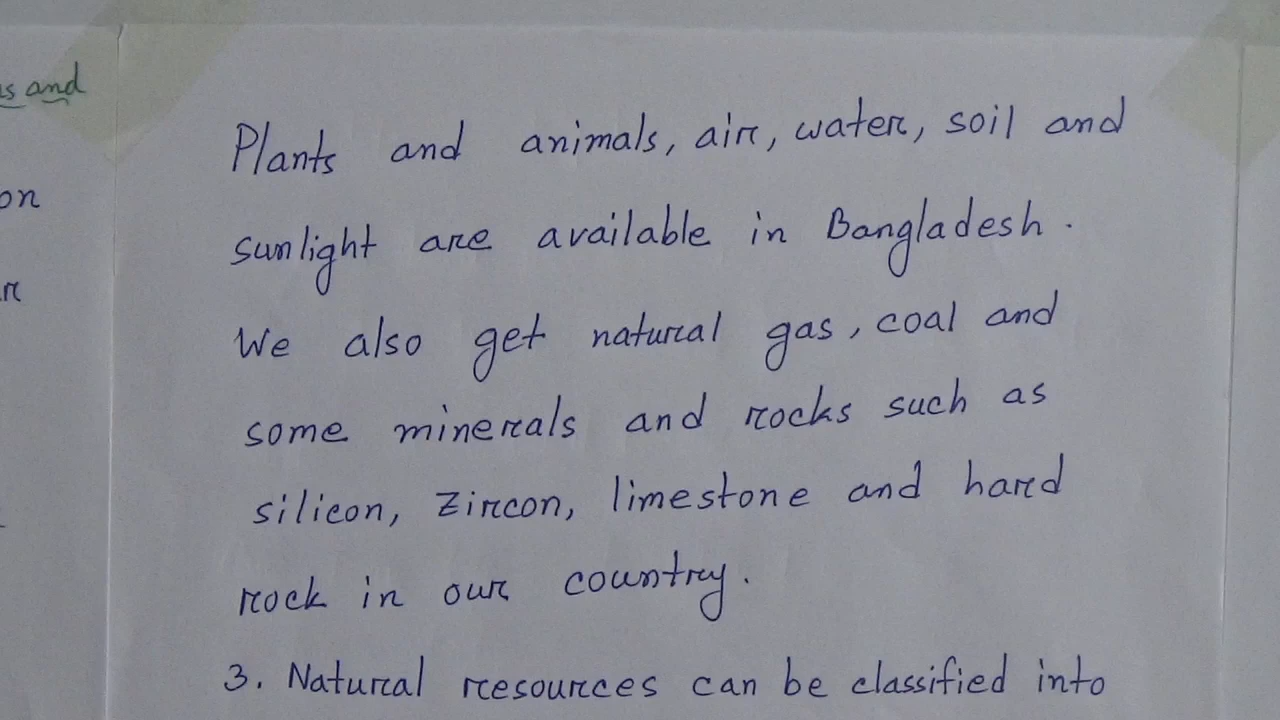 s and
on
Plants and animals, air, water, soil and
sunlight are available in Bangladesh.
We also get natural gas, coal and
some minerals and rocks such as
silicon, zircon, limestone and hard
rock in our country.
3. Natural resources can be classified into